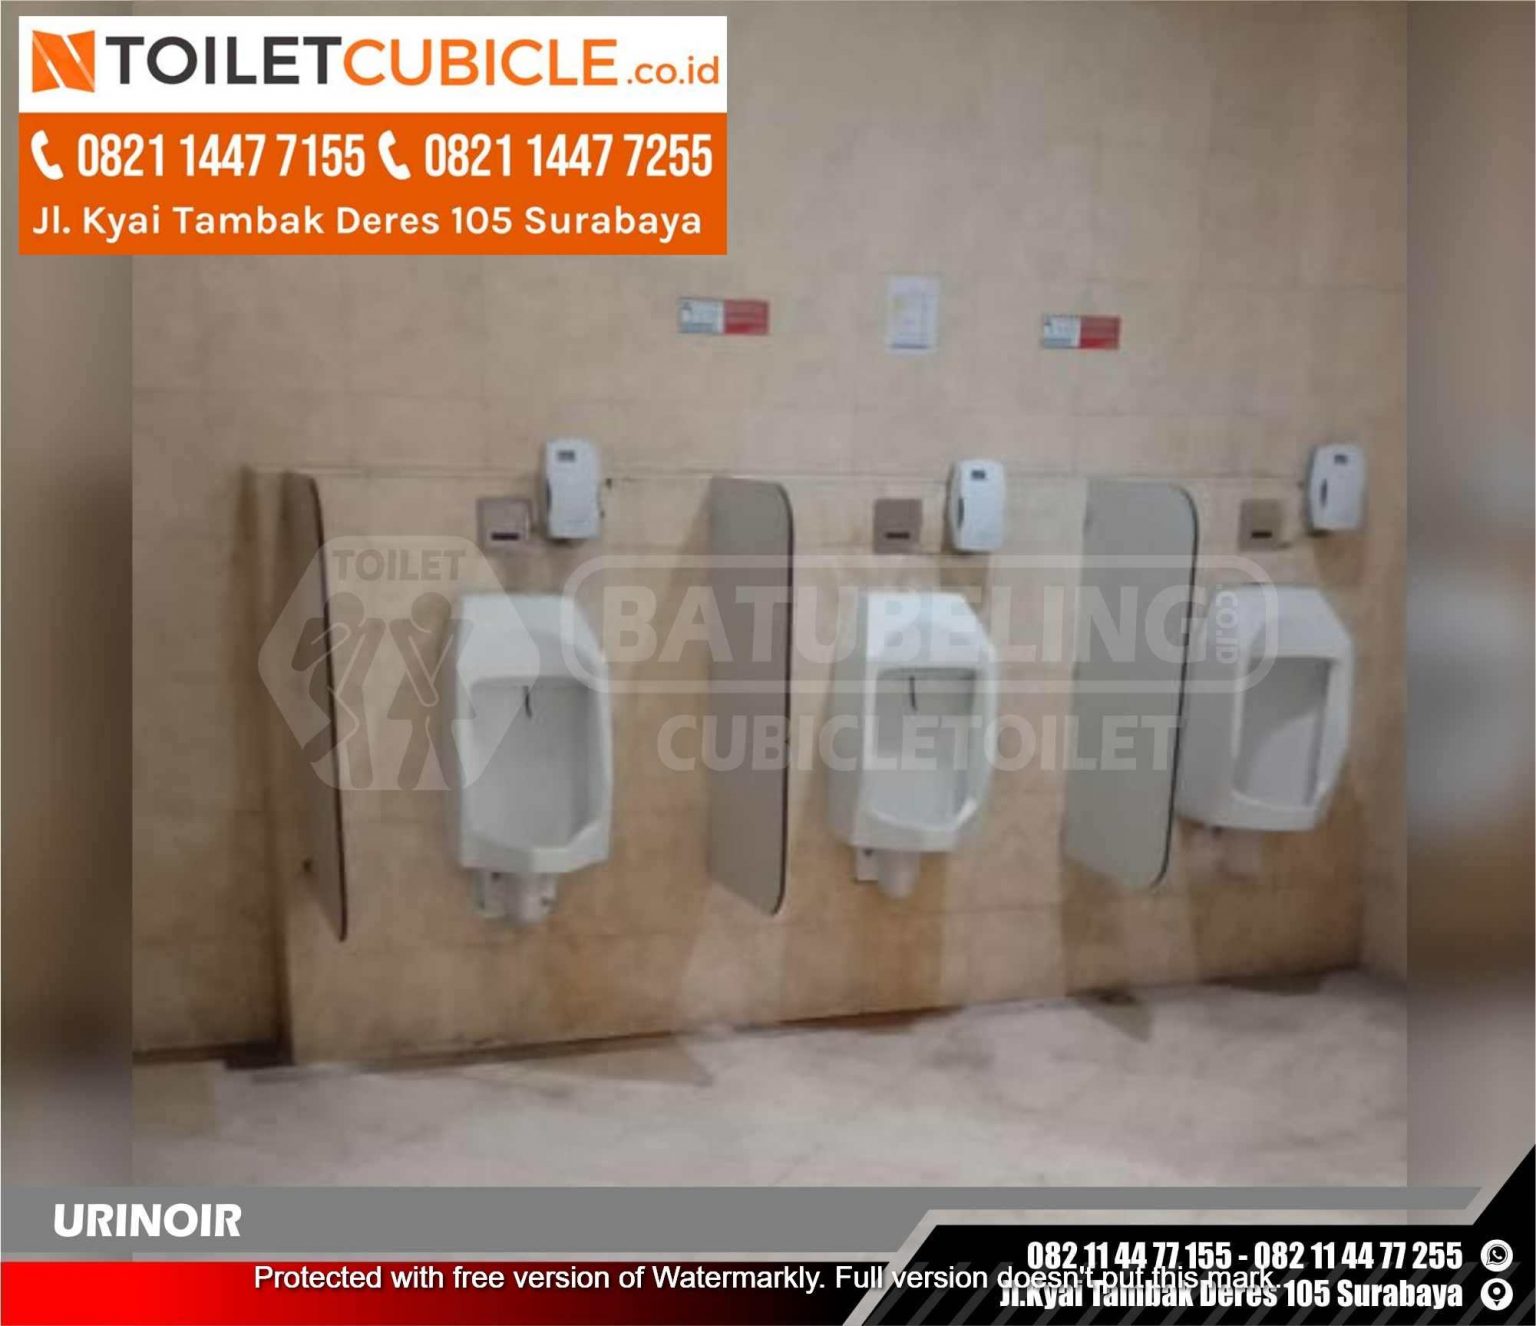 TOILETCUBICLE.co.id
0821 1447 7155 0821 1447 7255
Jl. Kyai Tambak Deres 105 Surabaya
TOILET
BATUBELING.CO.ID
CUBICLETOILET
URINOIR
082 11 44 77 155 - 082 11 44 77 255
Protected with free version of Watermarkly. Full version doesn't put this mark.
Jl.Kyai Tambak Deres 105 Surabaya